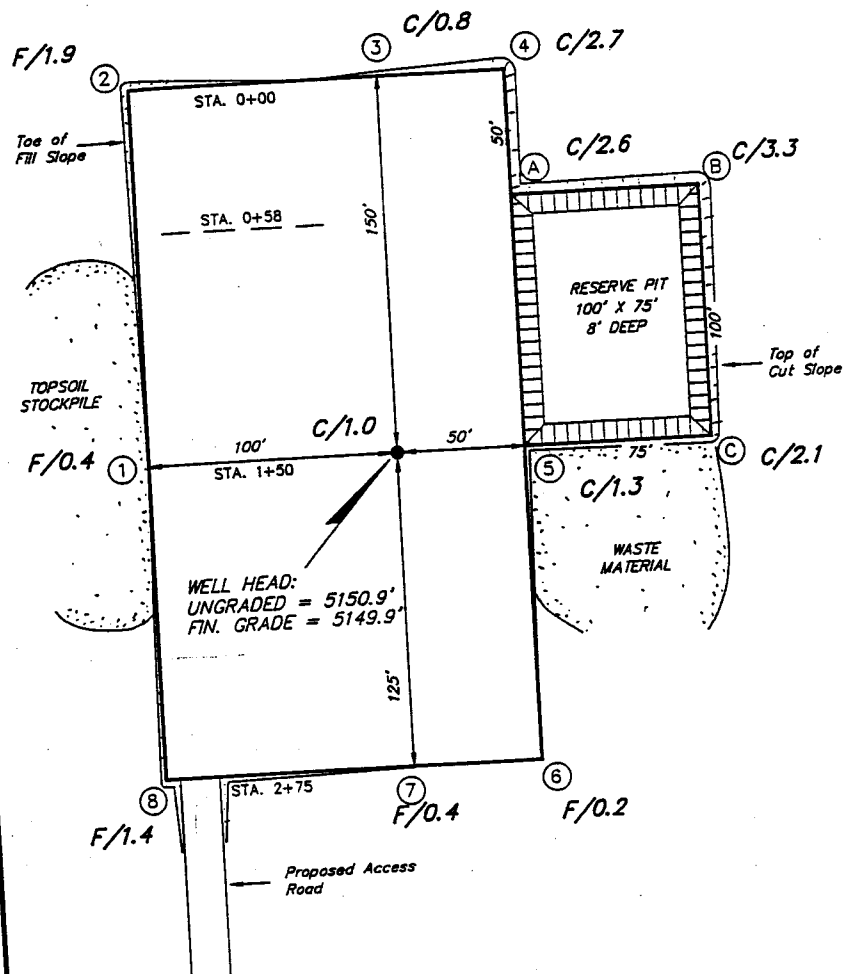 C/0.8
3
4
C/2.7
F/1.9
2
STA. 0+00
Toe of
Fill Slope
50'
A
C/2.6
B
C/3.3
STA. 0+58
150'
RESERVE PIT
100' X 75'
8' DEEP
100'
Top of
Cut Slope
TOPSOIL
STOCKPILE
F/0.4
1
100'
C/1.0
50'
STA. 1+50
5
75'
C
C/2.1
C/1.3
WASTE
MATERIAL
WELL HEAD:
UNGRADED = 5150.9'
FIN. GRADE = 5149.9'
125'
8
STA. 2+75
7
6
F/1.4
F/0.4
F/0.2
Proposed Access
Road